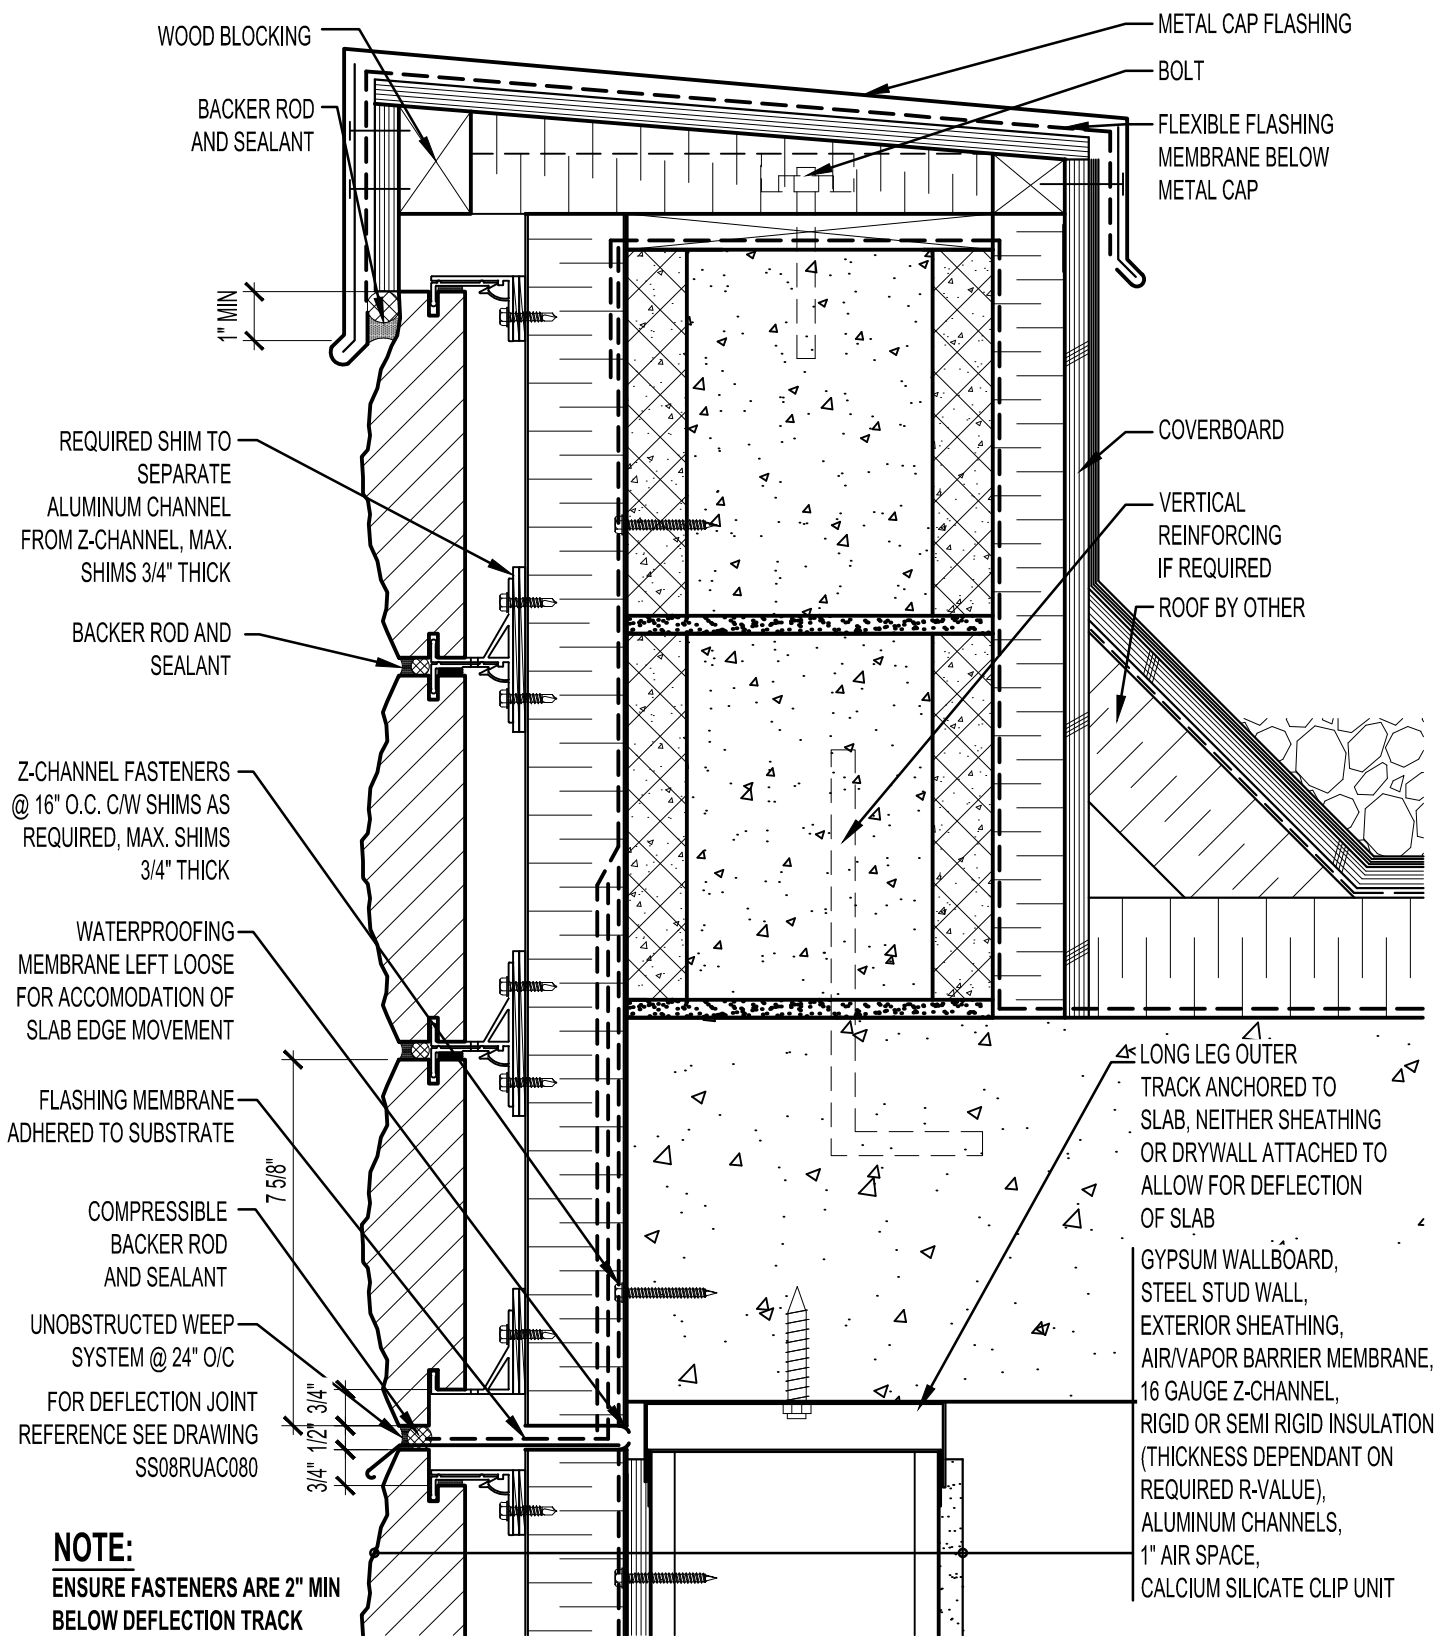 WOOD BLOCKING
BACKER ROD
AND SEALANT
1" MIN
REQUIRED SHIM TO
SEPARATE
ALUMINUM CHANNEL
FROM Z-CHANNEL, MAX.
SHIMS 3/4" THICK
BACKER ROD AND
SEALANT
Z-CHANNEL FASTENERS
@ 16" O.C. C/W SHIMS AS
REQUIRED, MAX. SHIMS
3/4" THICK
WATERPROOFING
MEMBRANE LEFT LOOSE
FOR ACCOMODATION OF
SLAB EDGE MOVEMENT
FLASHING MEMBRANE
ADHERED TO SUBSTRATE
7 5/8"
COMPRESSIBLE
BACKER ROD
AND SEALANT
UNOBSTRUCTED WEEP
SYSTEM @ 24" O/C
FOR DEFLECTION JOINT
REFERENCE SEE DRAWING
SS08RUAC080
3/4"
1/2"
3/4"
NOTE:
ENSURE FASTENERS ARE 2" MIN
BELOW DEFLECTION TRACK
METAL CAP FLASHING
BOLT
FLEXIBLE FLASHING
MEMBRANE BELOW
METAL CAP
COVERBOARD
VERTICAL
REINFORCING
IF REQUIRED
ROOF BY OTHER
LONG LEG OUTER
TRACK ANCHORED TO
SLAB, NEITHER SHEATHING
OR DRYWALL ATTACHED TO
ALLOW FOR DEFLECTION
OF SLAB
GYPSUM WALLBOARD,
STEEL STUD WALL,
EXTERIOR SHEATHING,
AIR/VAPOR BARRIER MEMBRANE,
16 GAUGE Z-CHANNEL,
RIGID OR SEMI RIGID INSULATION
(THICKNESS DEPENDANT ON
REQUIRED R-VALUE),
ALUMINUM CHANNELS,
1" AIR SPACE,
CALCIUM SILICATE CLIP UNIT